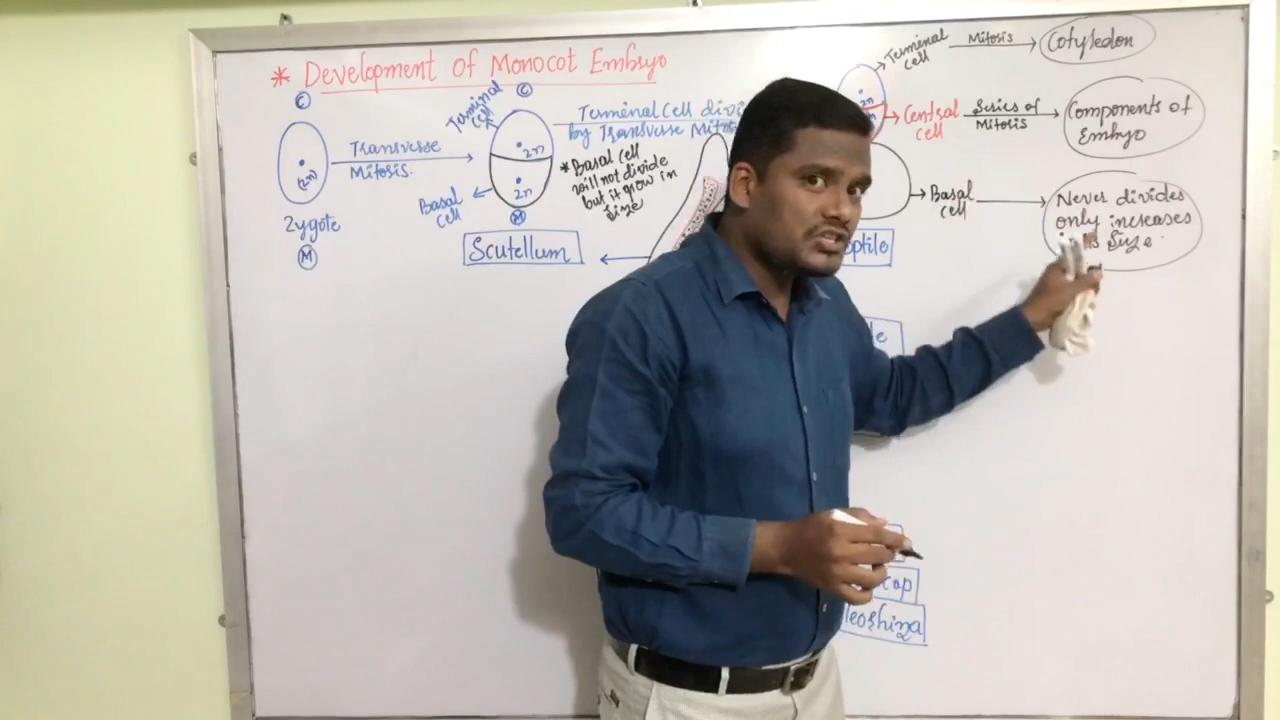 * Development of Monocot Embryo
C
(2n)
Zygote
M
Transverse
Mitosis.
C
Terminal
cell
2n
2n
Basal
cell
M
Terminal Cell divi
by Transverse Mitos
* Basal cell
will not divide
but it grow in
size
Scutellum
2n
Terminal
cell
Mitosis
Cotyledon
Central
cell
Series of
Mitosis
Components of
Embryo
Basal
cell
Never divides
only increases
Size.
ptile
le
cap
leorhiza